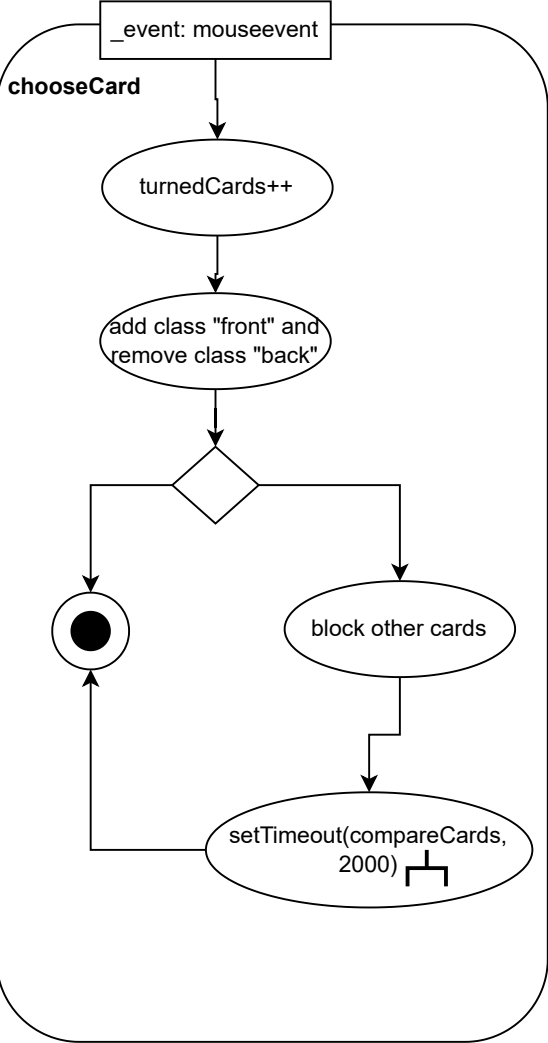 _event: mouseevent
chooseCard
turnedCards++
add class "front" and
remove class "back"
block other cards
setTimeout(compareCards,
2000)